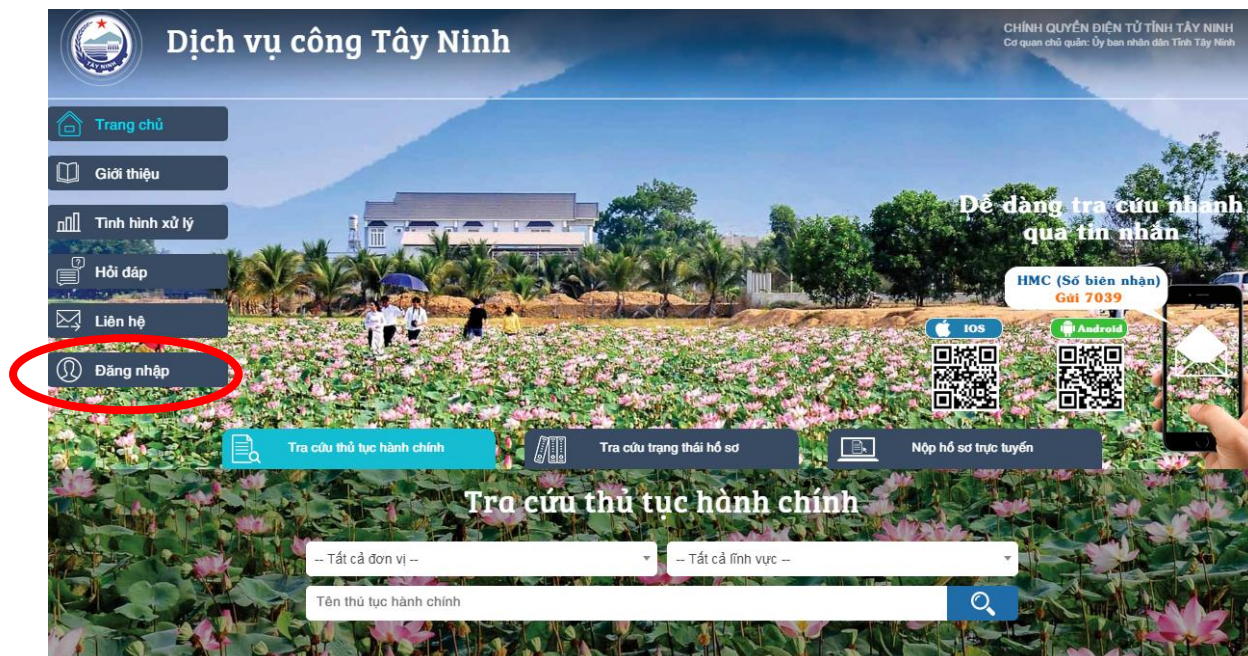 Dịch vụ công Tây Ninh
CHÍNH QUYỀN ĐIỆN TỬ TỈNH TÂY NINH
Cơ quan chủ quản: Ủy ban nhân dân Tỉnh Tây Ninh
TÂY NINH
Trang chủ
Giới thiệu
Tình hình xử lý
Hỏi đáp
Liên hệ
Đăng nhập
Dễ dàng tra cứu nhanh
qua tin nhắn
HMC (Số biên nhận)
Gửi 7039
IOS
Android
Tra cứu thủ tục hành chính
Tra cứu trạng thái hồ sơ
Nộp hồ sơ trực tuyến
Tra cứu thủ tục hành chính
-- Tất cả đơn vị --
-- Tất cả lĩnh vực --
Tên thủ tục hành chính